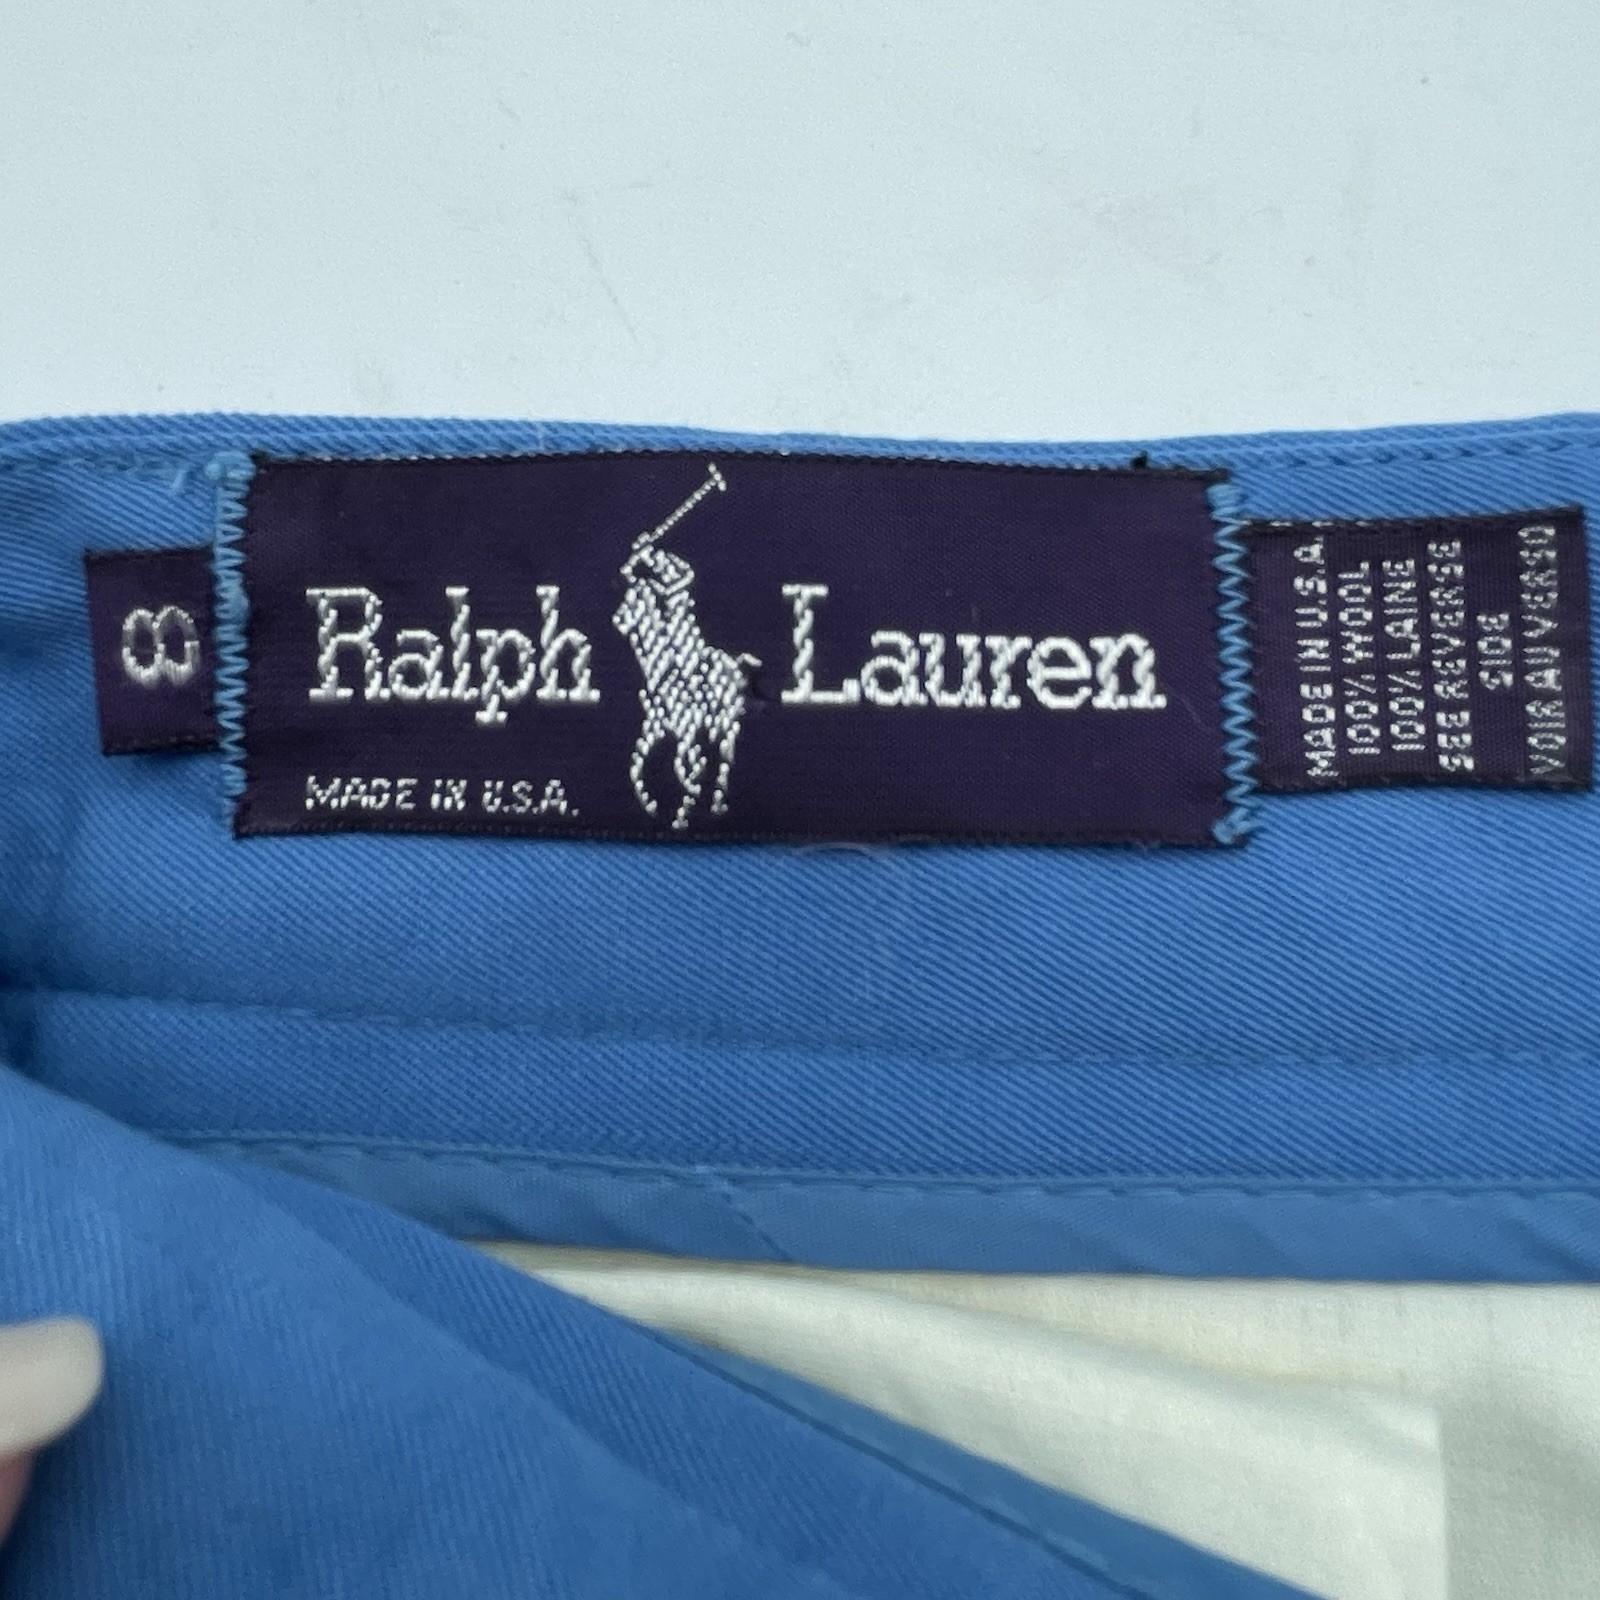 8
Ralph Lauren
MADE IN U.S.A.
MADE IN U.S.A.
100% WOOL
100% LAINE
SEE REVERSE
SIDE
VOIR AU VERSO